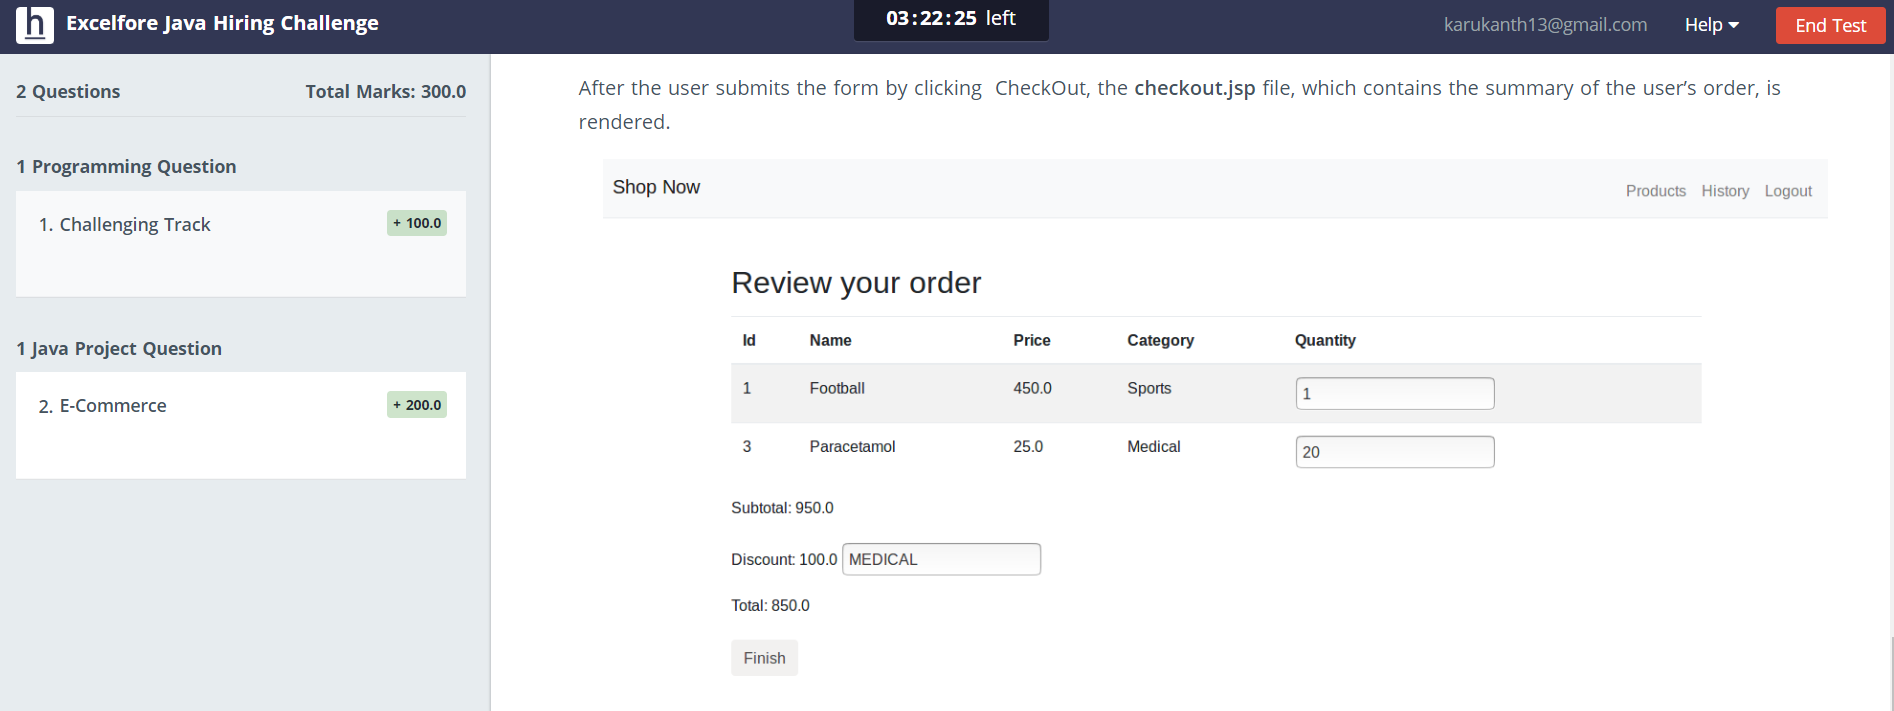 h Excelfore Java Hiring Challenge
03:22:25 left
karukanth13@gmail.com Help End Test
2 Questions Total Marks: 300.0
1 Programming Question
1. Challenging Track + 100.0
1 Java Project Question
2. E-Commerce + 200.0
After the user submits the form by clicking CheckOut, the checkout.jsp file, which contains the summary of the user’s order, is
rendered.
Shop Now Products History Logout
Review your order
Id Name Price Category Quantity
1 Football 450.0 Sports 1
3 Paracetamol 25.0 Medical 20
Subtotal: 950.0
Discount: 100.0 MEDICAL
Total: 850.0
Finish